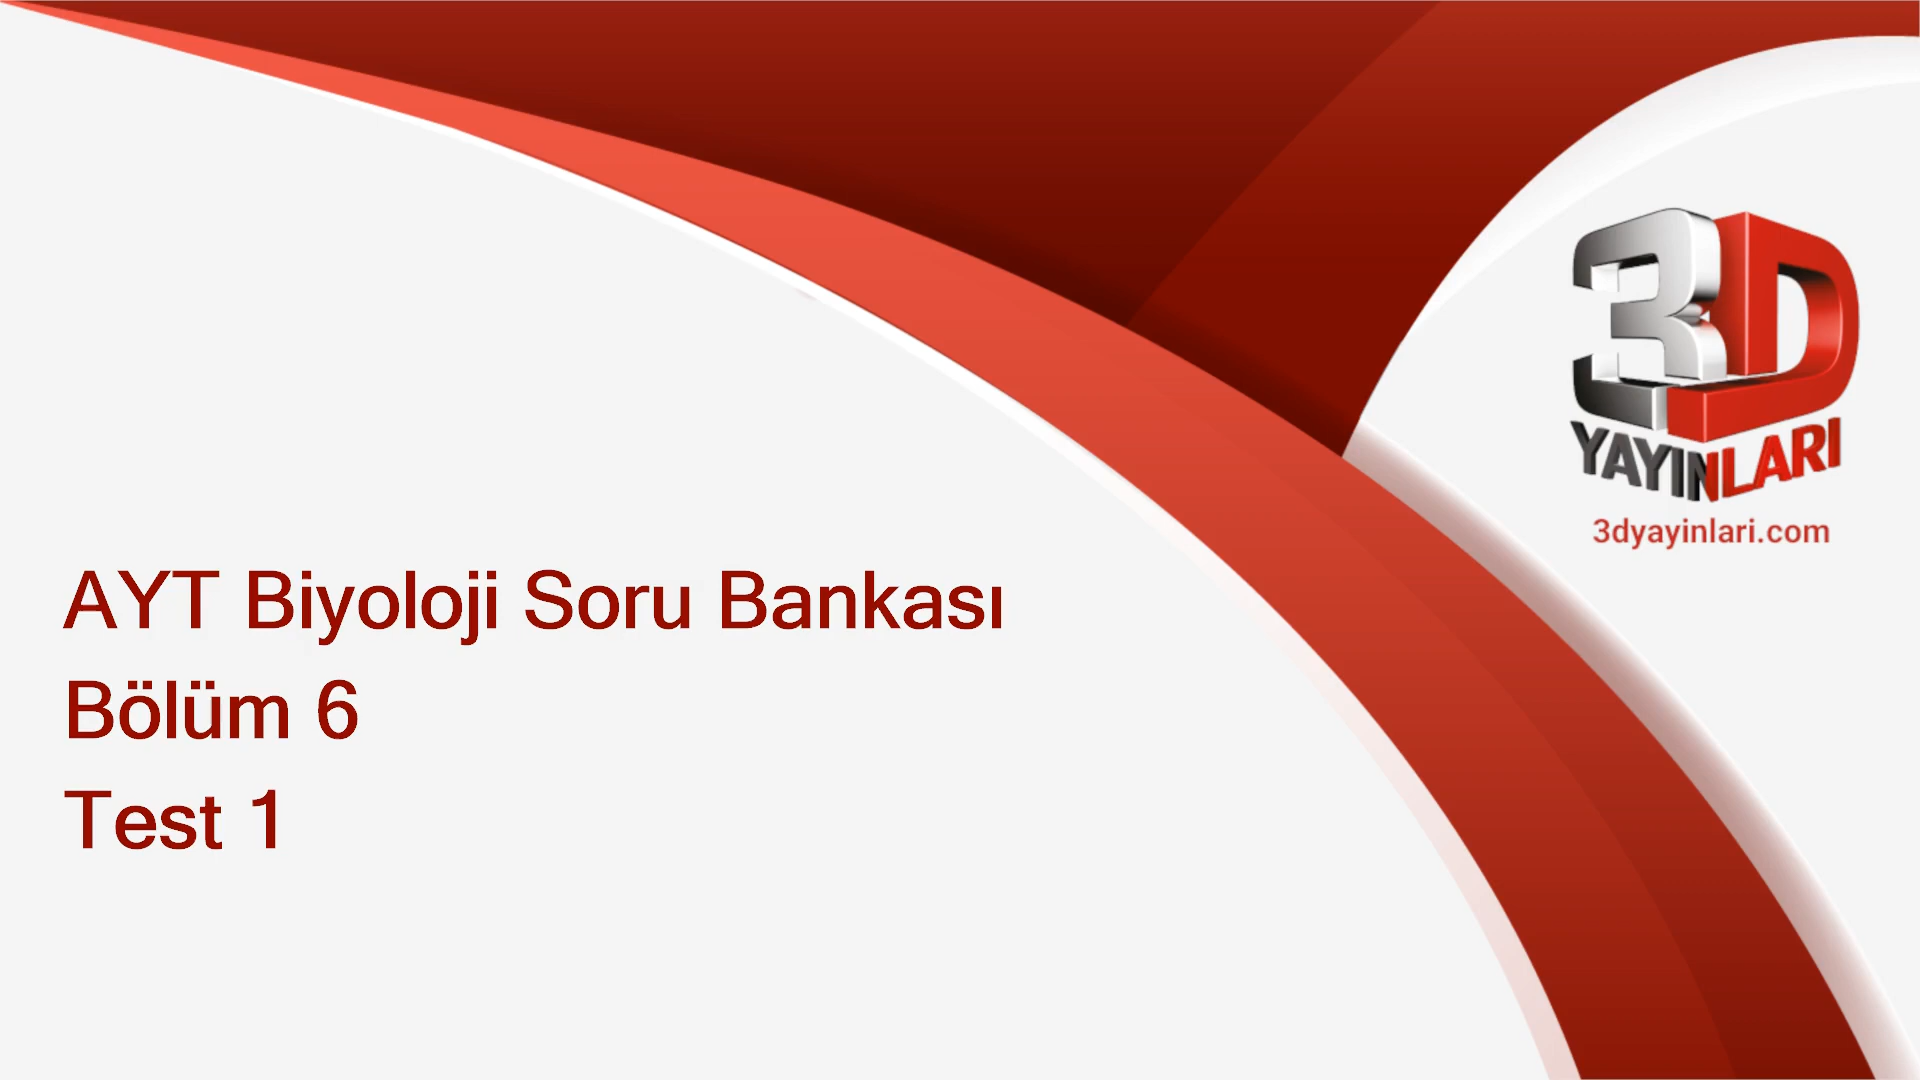 3D
YAYINLARI
3dyayinlari.com
AYT Biyoloji Soru Bankası
Bölüm 6
Test 1